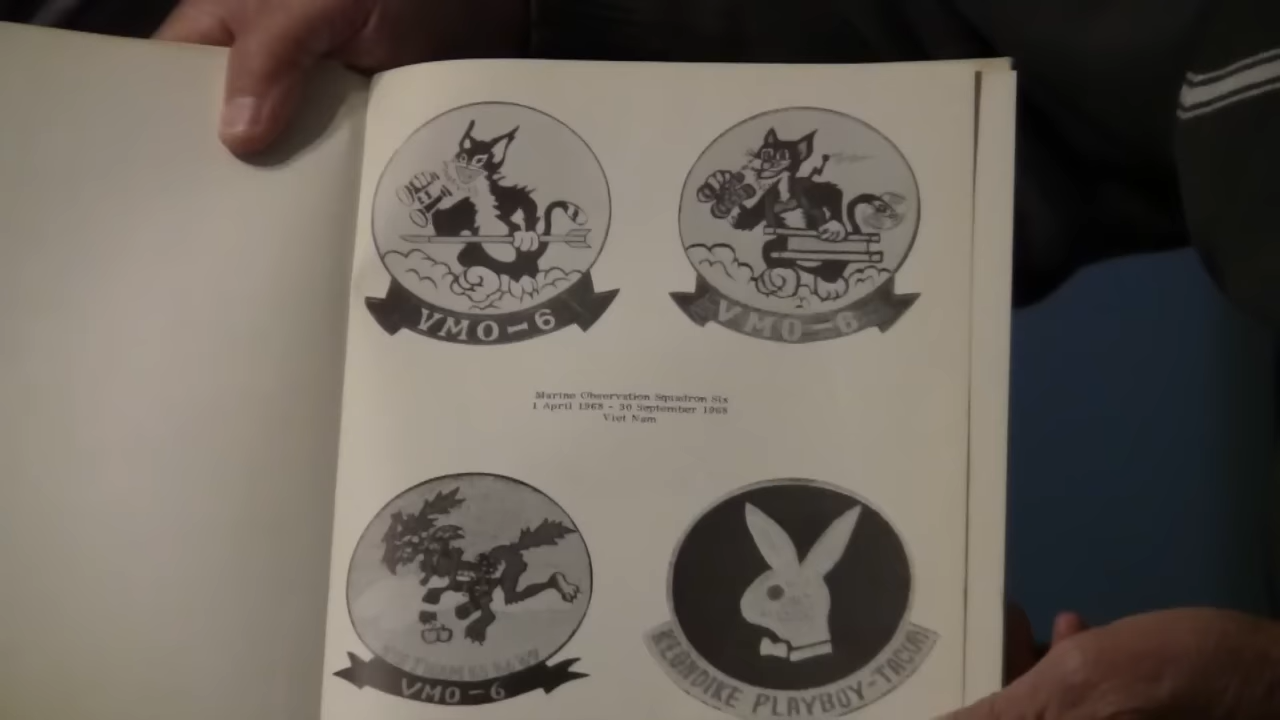 VMO-6
VMO-6
Marine Observation Squadron Six
1 April 1968 - 30 September 1968
Viet Nam
VMO-6
KLONDIKE PLAYBOY-TACA(A)